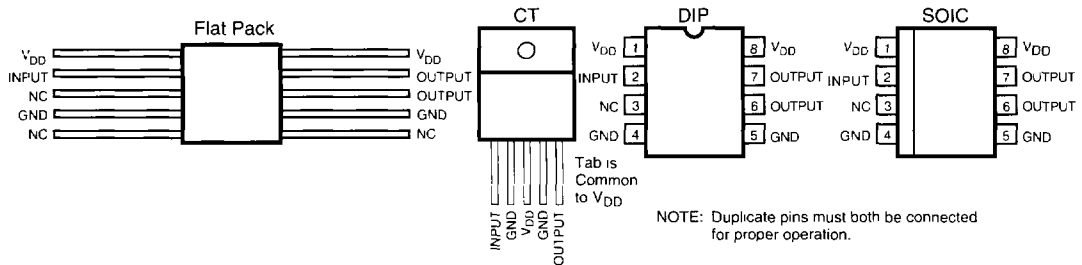 Flat Pack
VDD
INPUT
NC
GND
NC
VDD
OUTPUT
OUTPUT
GND
NC
CT
Tab is
Common
to VDD
INPUT
GND
VDD
GND
OUTPUT
DIP
VDD 1
INPUT 2
NC 3
GND 4
8 VDD
7 OUTPUT
6 OUTPUT
5 GND
SOIC
VDD 1
INPUT 2
NC 3
GND 4
8 VDD
7 OUTPUT
6 OUTPUT
5 GND
NOTE: Duplicate pins must both be connected
for proper operation.